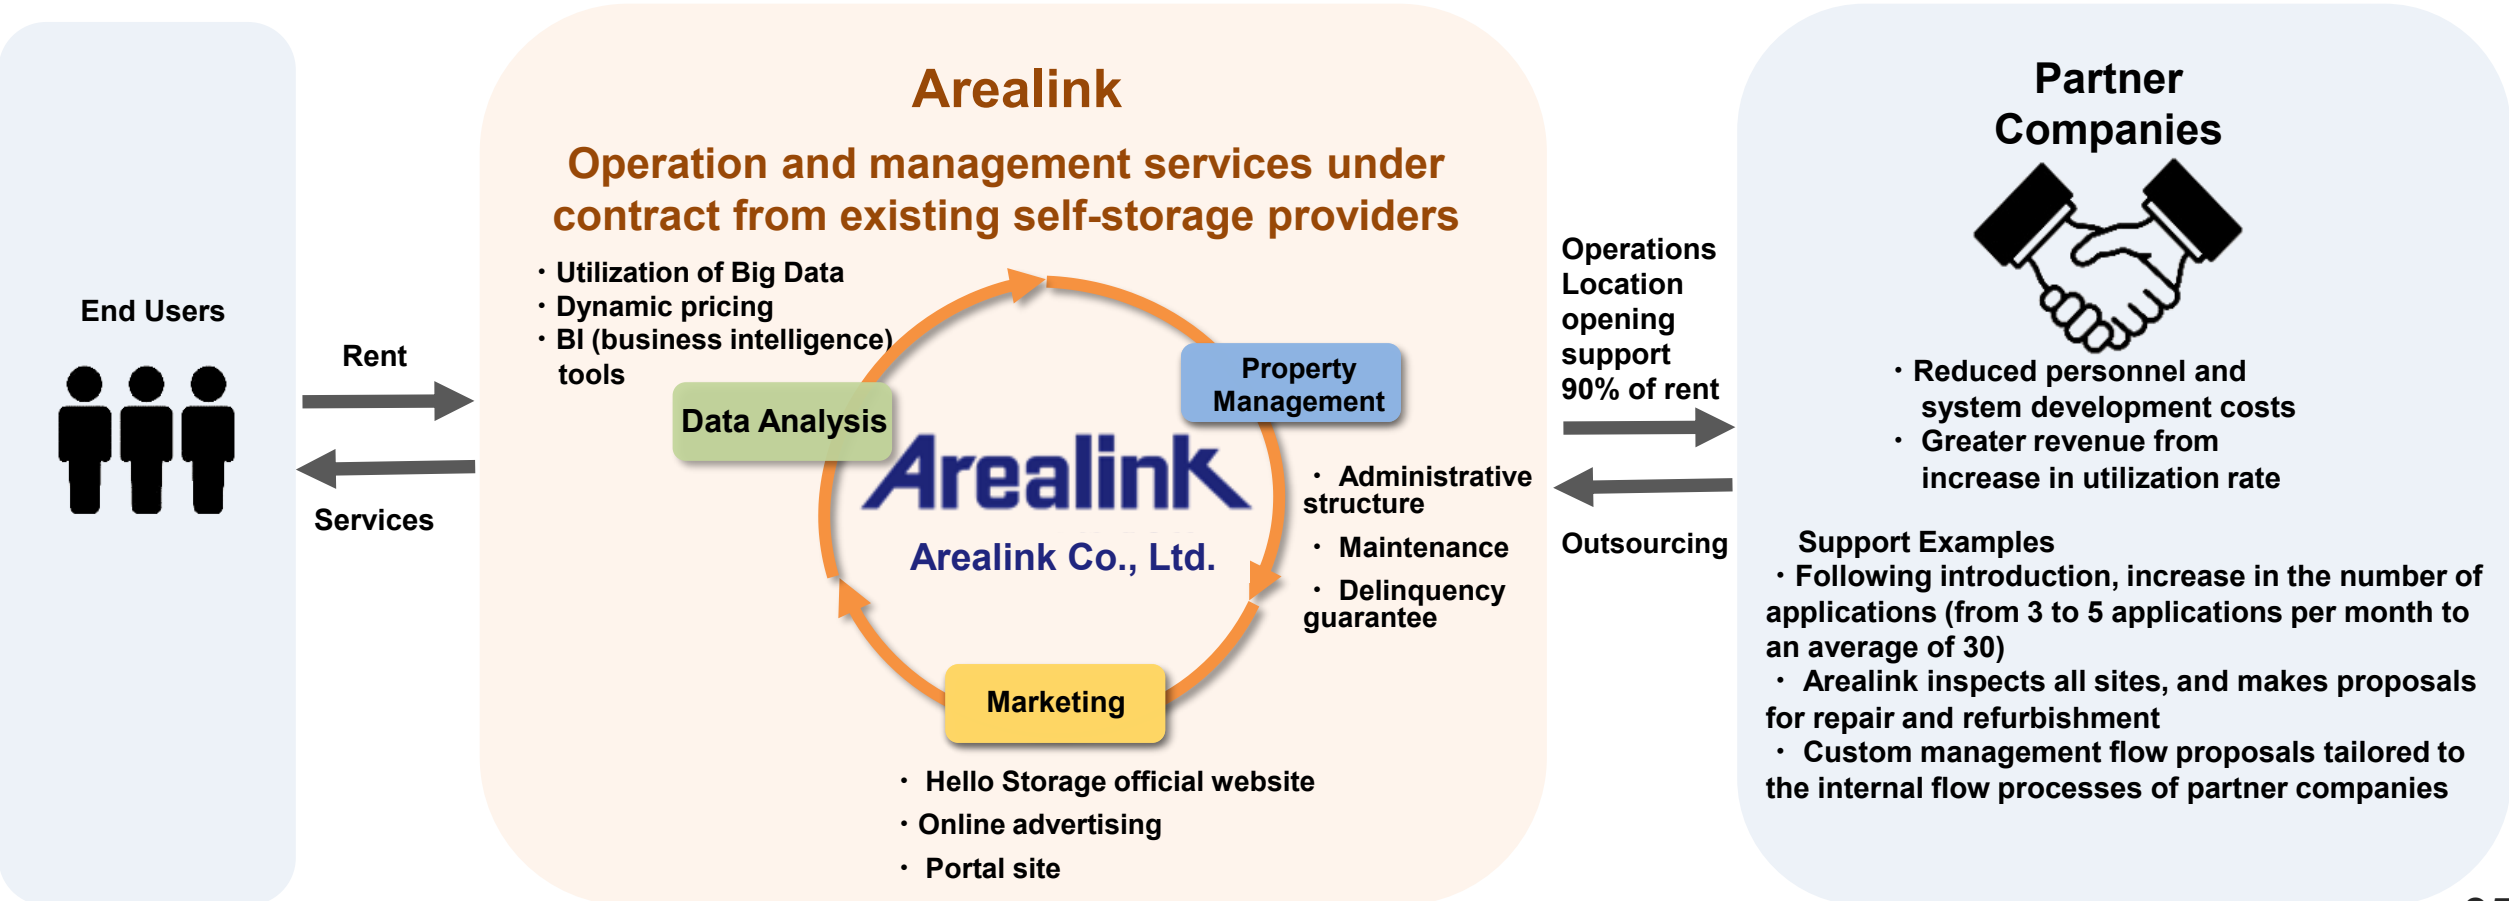 End Users
Rent
Services
Arealink
Operation and management services under
contract from existing self-storage providers
・Utilization of Big Data
・Dynamic pricing
・BI (business intelligence)
tools
Data Analysis
Property
Management
Arealink
Arealink Co., Ltd.
・ Administrative
structure
・ Maintenance
・ Delinquency
guarantee
Marketing
・ Hello Storage official website
・Online advertising
・ Portal site
Operations
Location
opening
support
90% of rent
Outsourcing
Partner
Companies
・Reduced personnel and
system development costs
・ Greater revenue from
increase in utilization rate
Support Examples
・Following introduction, increase in the number of
applications (from 3 to 5 applications per month to
an average of 30)
・ Arealink inspects all sites, and makes proposals
for repair and refurbishment
・ Custom management flow proposals tailored to
the internal flow processes of partner companies